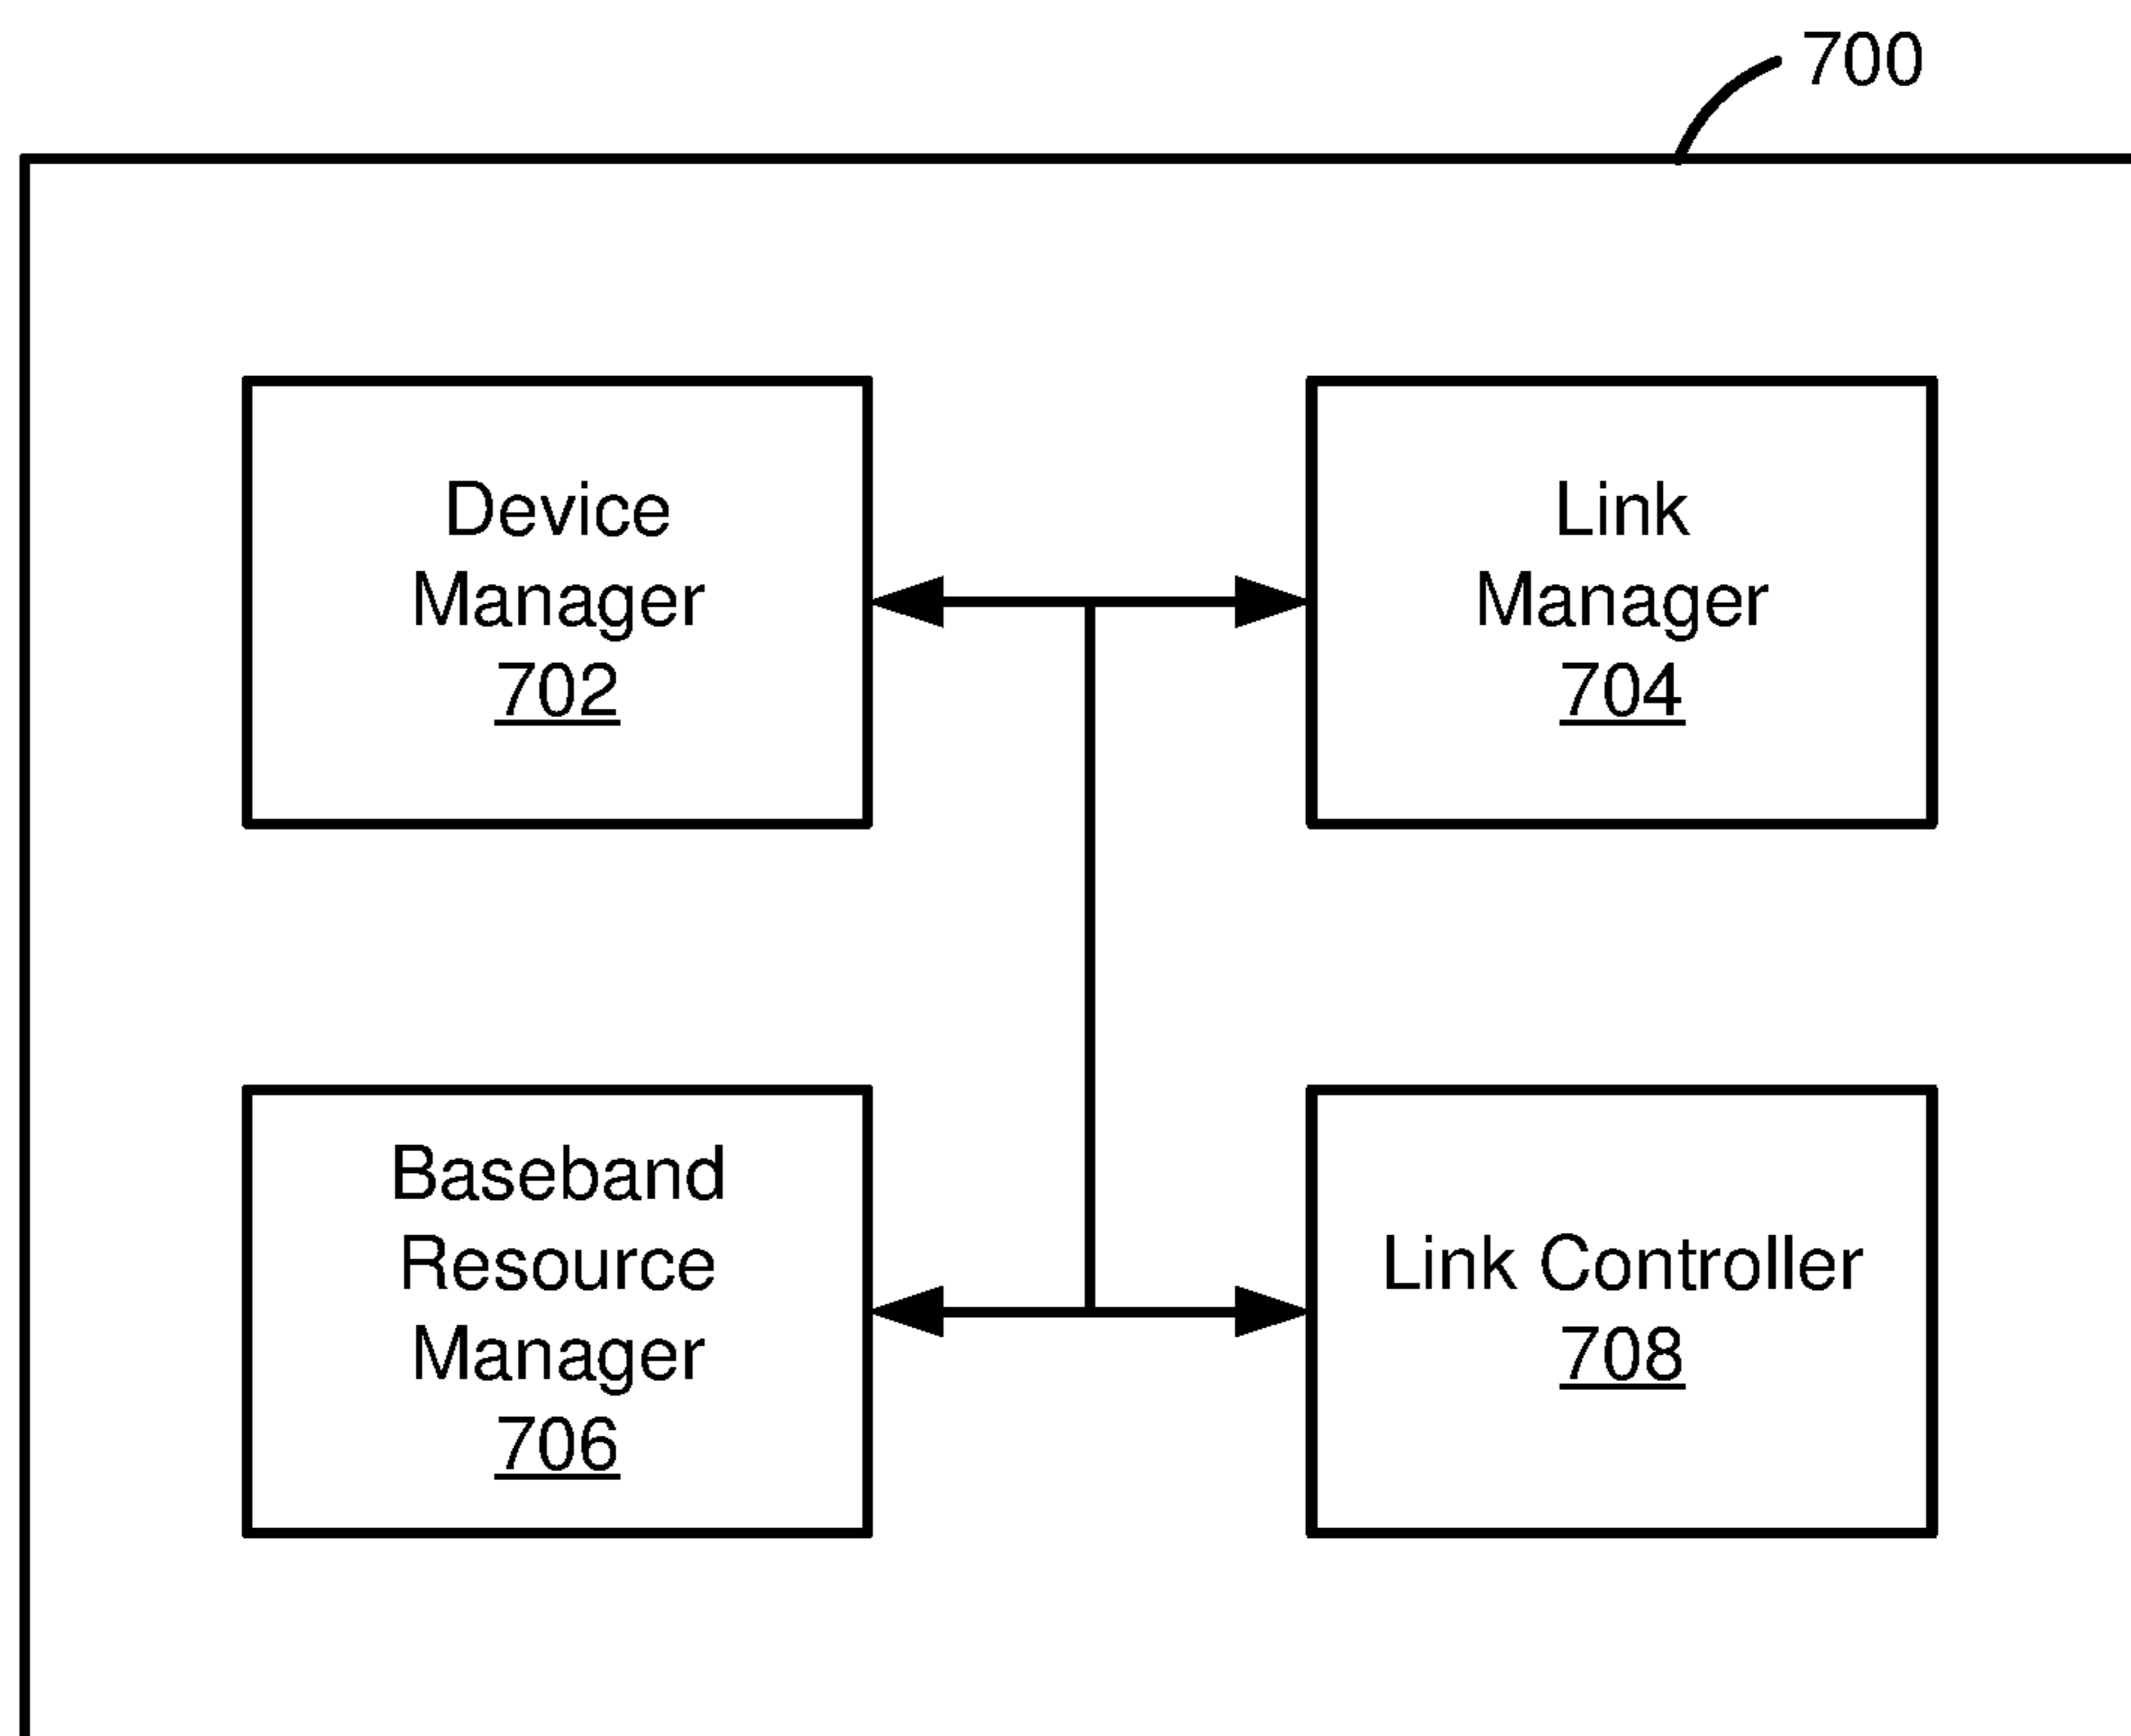 700
Device
Manager
702
Link
Manager
704
Baseband
Resource
Manager
706
Link Controller
708